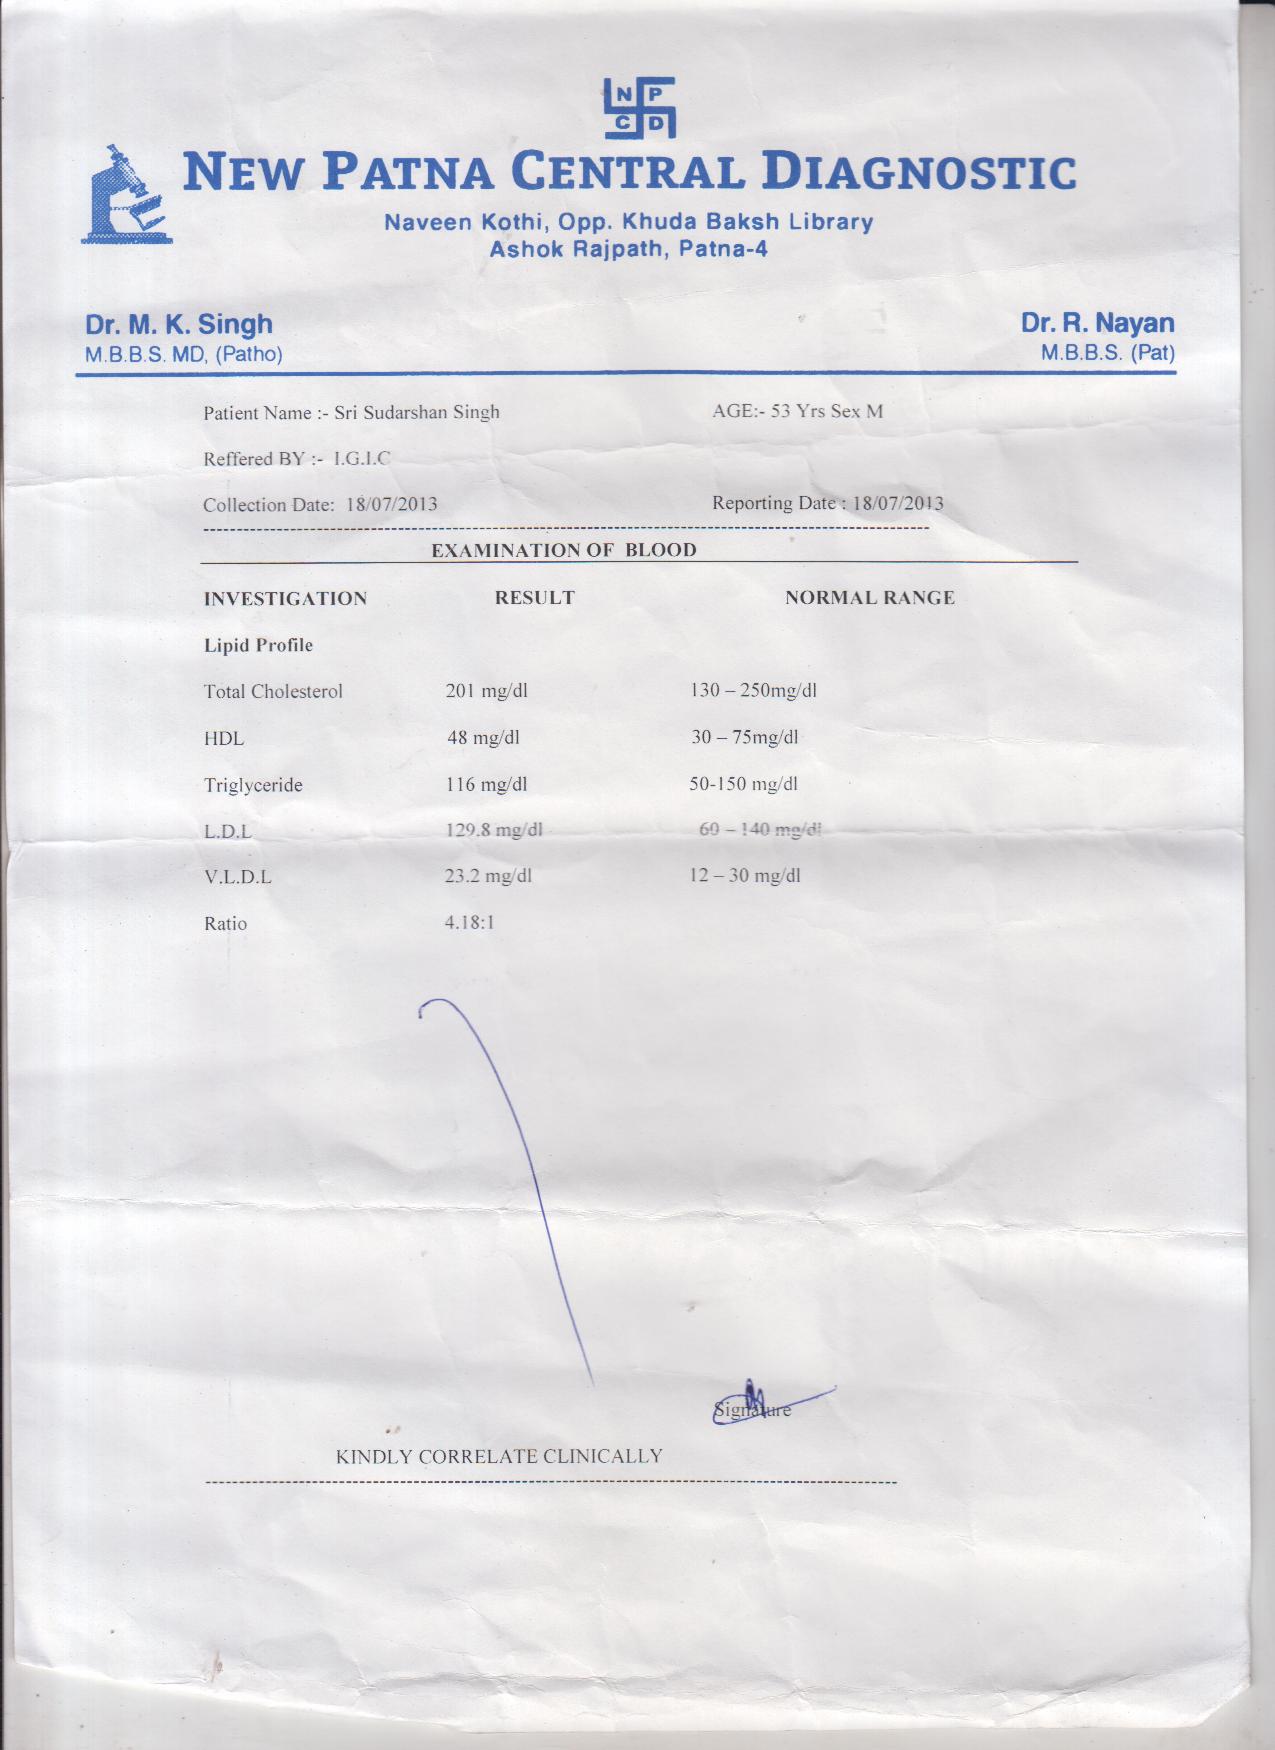 N P
C D
NEW PATNA CENTRAL DIAGNOSTIC
Naveen Kothi, Opp. Khuda Baksh Library
Ashok Rajpath, Patna-4
Dr. M. K. Singh Dr. R. Nayan
M.B.B.S. MD, (Patho) M.B.B.S. (Pat)
Patient Name :- Sri Sudarshan Singh AGE:- 53 Yrs Sex M
Reffered BY :- I.G.I.C
Collection Date: 18/07/2013 Reporting Date : 18/07/2013
EXAMINATION OF BLOOD
INVESTIGATION RESULT NORMAL RANGE
Lipid Profile
Total Cholesterol 201 mg/dl 130 – 250mg/dl
HDL 48 mg/dl 30 – 75mg/dl
Triglyceride 116 mg/dl 50-150 mg/dl
L.D.L 129.8 mg/dl 60 – 140 mg/dl
V.L.D.L 23.2 mg/dl 12 – 30 mg/dl
Ratio 4.18:1
Signature
KINDLY CORRELATE CLINICALLY